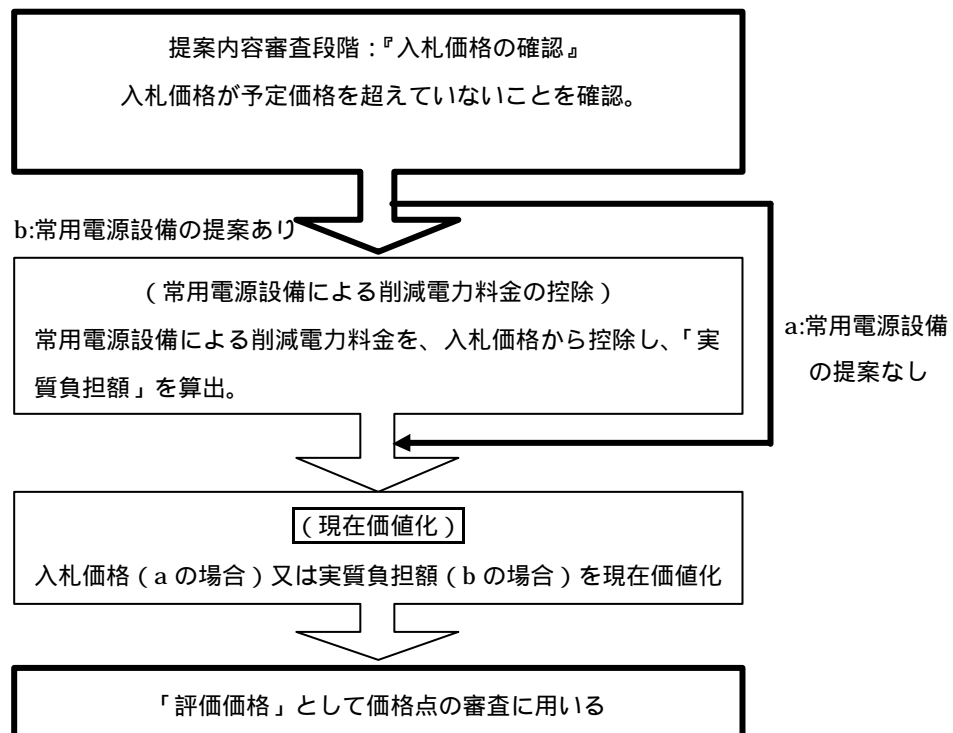 提案内容審査段階：『入札価格の確認』
入札価格が予定価格を超えていないことを確認。
b:常用電源設備の提案あり
（常用電源設備による削減電力料金の控除）
常用電源設備による削減電力料金を、入札価格から控除し、「実
質負担額」を算出。
a:常用電源設備
の提案なし
（現在価値化）
入札価格（a の場合）又は実質負担額（b の場合）を現在価値化
「評価価格」として価格点の審査に用いる